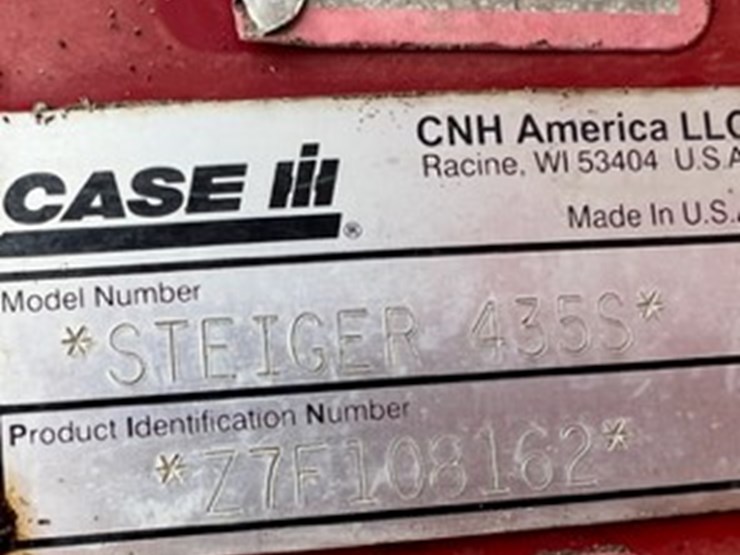 CNH America LLC
Racine, WI 53404 U.S.A
CASE IH®
Made In U.S.A
Model Number
*STEIGER 435S*
Product Identification Number
*Z7F108162*